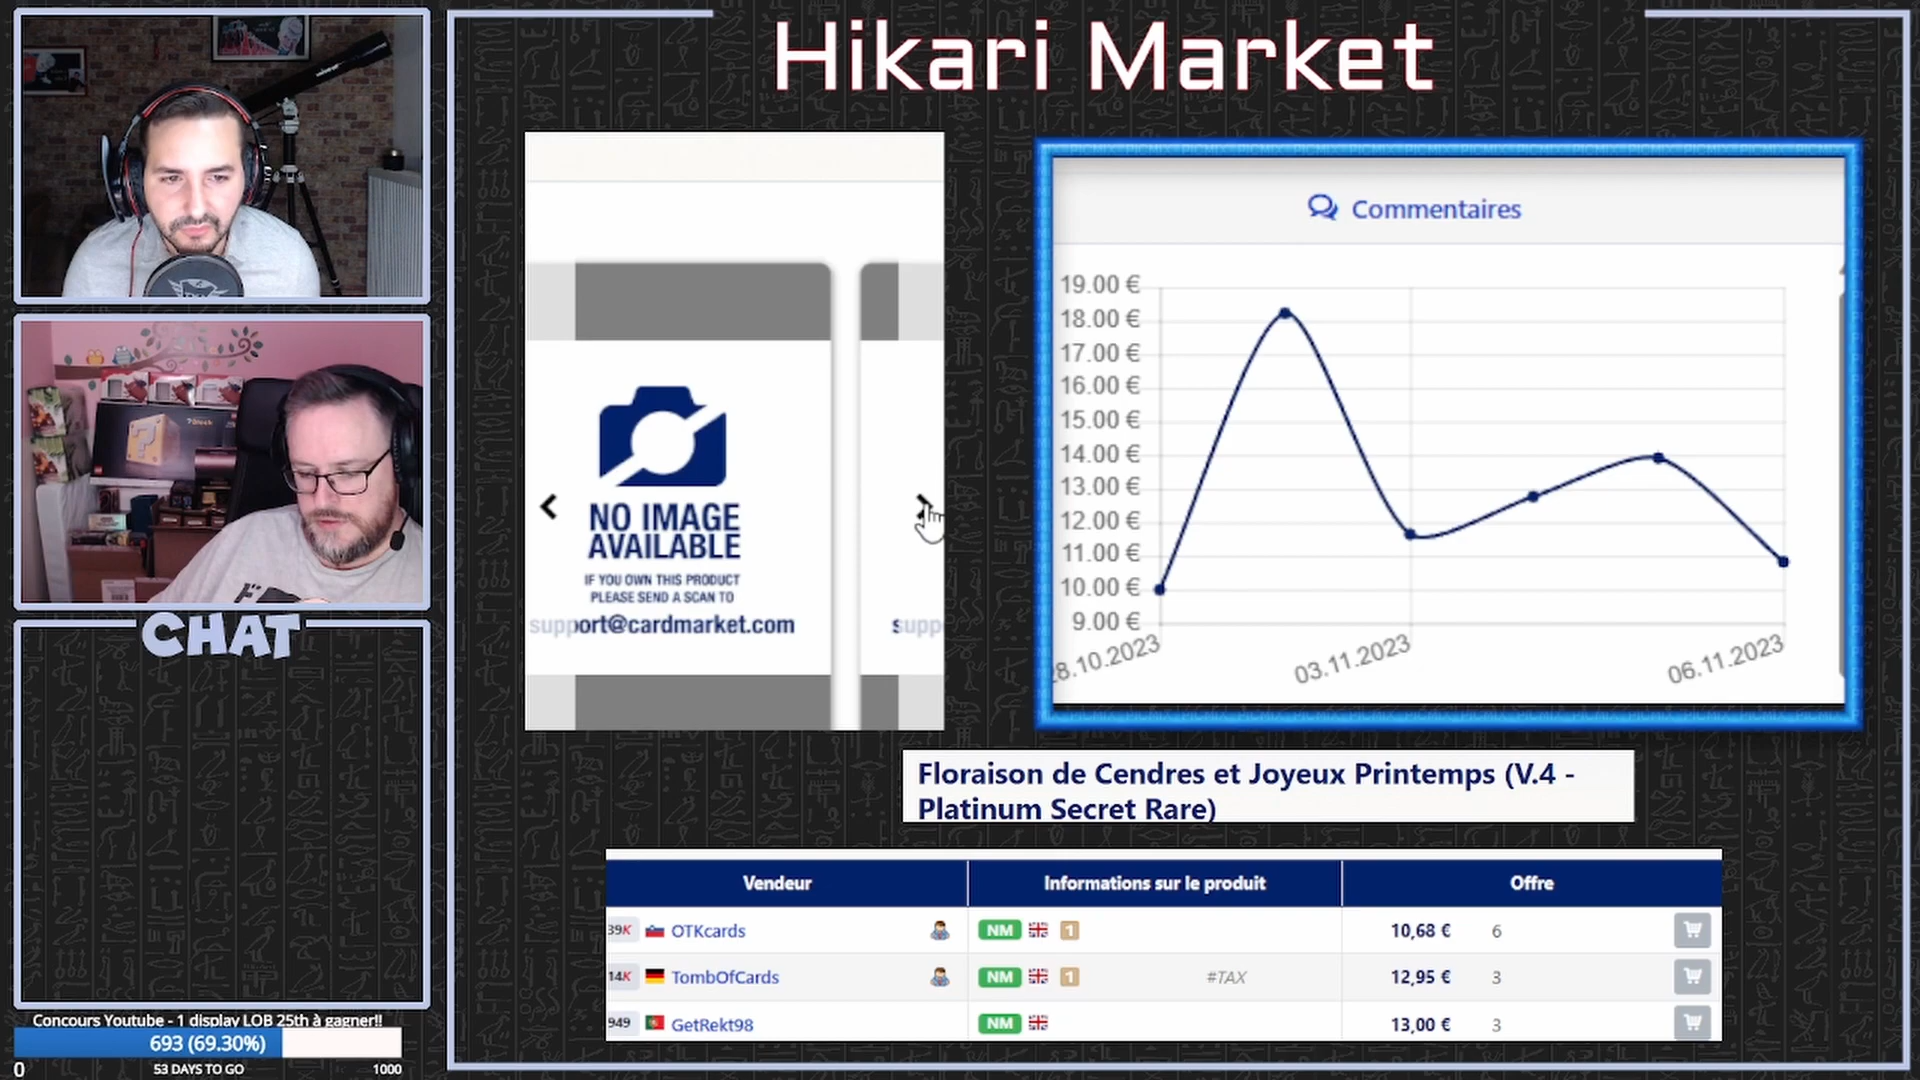 Hikari Market
Commentaires
19.00 €
18.00 €
17.00 €
16.00 €
15.00 €
14.00 €
13.00 €
12.00 €
11.00 €
10.00 €
9.00 €
8.10.2023
03.11.2023
06.11.2023
NO IMAGE
AVAILABLE
IF YOU OWN THIS PRODUCT
PLEASE SEND A SCAN TO
support@cardmarket.com
supp
CHAT
Floraison de Cendres et Joyeux Printemps (V.4 -
Platinum Secret Rare)
Vendeur Informations sur le produit Offre
39K OTKcards NM 1 10,68 € 6
14K TombOfCards NM 1 #TAX 12,95 € 3
949 GetRekt98 NM 13,00 € 3
Concours Youtube - 1 display LOB 25th à gagner!!
693 (69.30%)
0 53 DAYS TO GO 1000